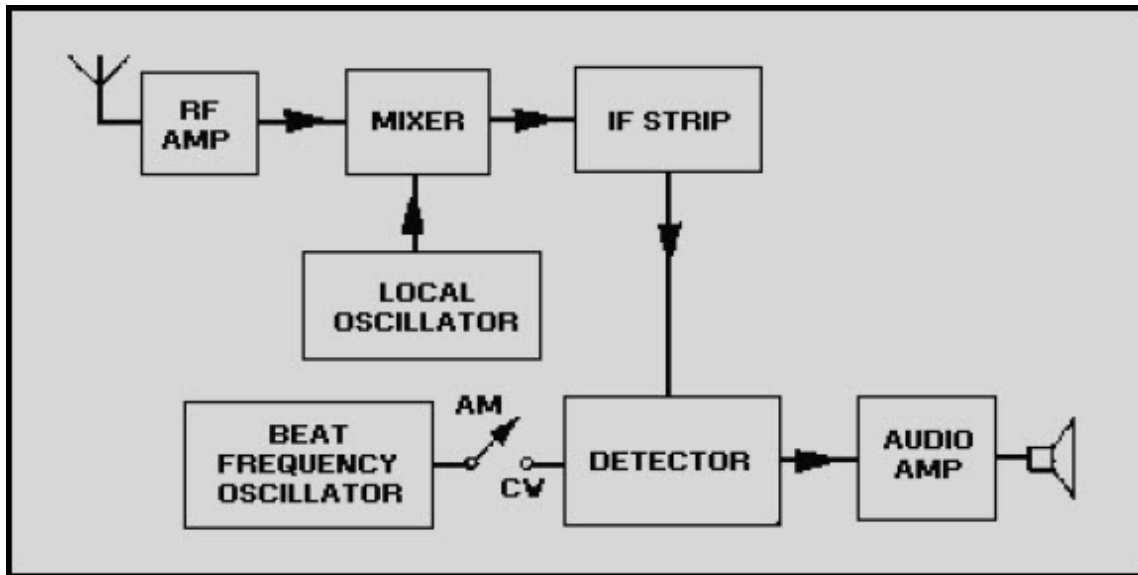 RF
AMP
MIXER
IF STRIP
LOCAL
OSCILLATOR
AM
BEAT
FREQUENCY
OSCILLATOR
CW
DETECTOR
AUDIO
AMP